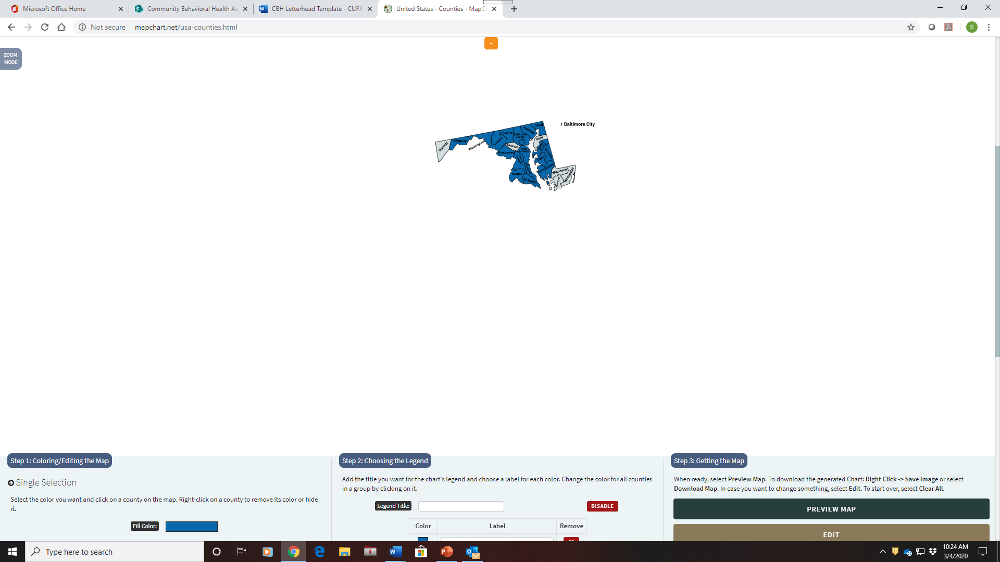 Microsoft Office Home
Community Behavioral Health As
CBH Letterhead Template - CURR
United States - Counties - MapCh
Not secure
mapchart.net/usa-counties.html
S
-
ZOOM
MODE
1 Baltimore City
Cecil
Harford
Carroll
Baltimore
County
Kent
Allegany
Garrett
Washington
Frederick
Howard
Montgomery
Anne
Arundel
Talbot
Dorchester
Wicomico
Worcester
Charles
St Mary's
Step 1: Coloring/Editing the Map
Single Selection
Select the color you want and click on a county on the map. Right-click on a county to remove its color or hide
it.
Fill Color:
Step 2: Choosing the Legend
Add the title you want for the chart's legend and choose a label for each color. Change the color for all counties
in a group by clicking on it.
Legend Title:
DISABLE
Color Label Remove
Step 3: Getting the Map
When ready, select Preview Map. To download the generated Chart: Right Click -> Save Image or select
Download Map. In case you want to change something, select Edit. To start over, select Clear All.
PREVIEW MAP
EDIT
Type here to search
10:24 AM
3/4/2020